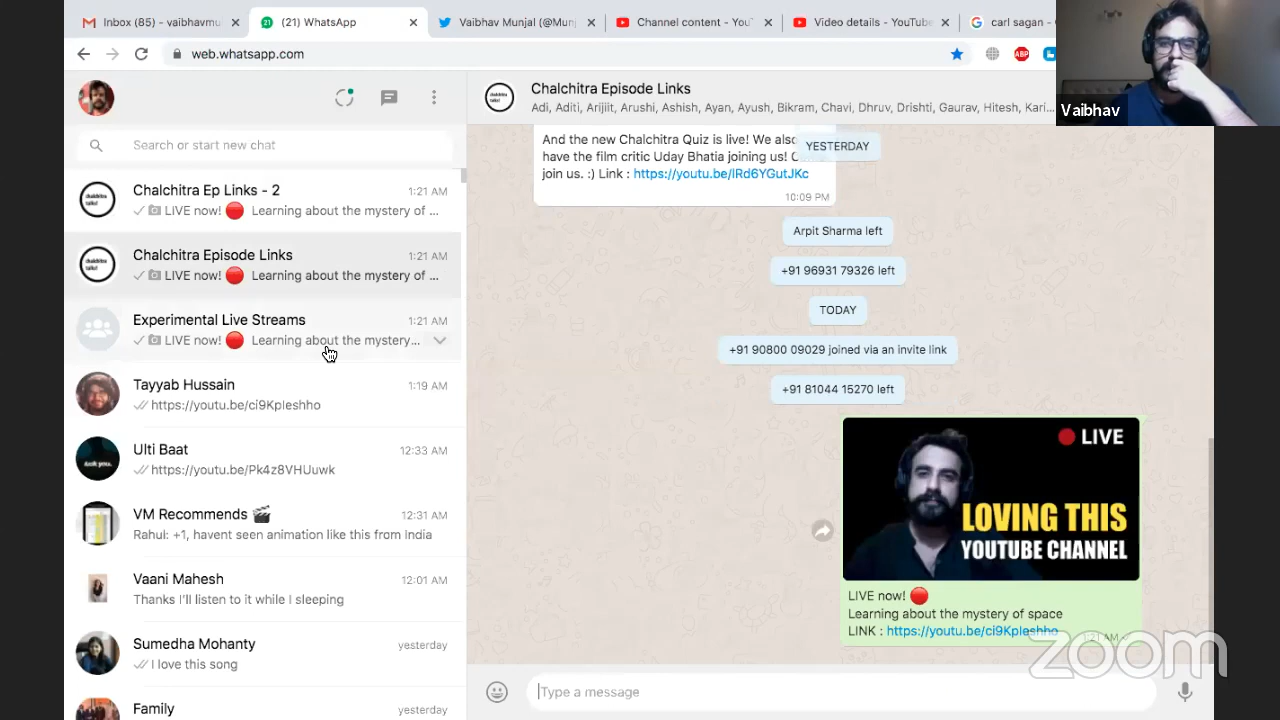 Inbox (85) - vaibhavmu
(21) WhatsApp
Vaibhav Munjal (@Mun
Channel content - You
Video details - YouTube
carl sagan -
web.whatsapp.com
ABP
Vaibhav
Search or start new chat
Chalchitra Ep Links - 2
1:21 AM
LIVE now! 🔴 Learning about the mystery of ...
Chalchitra Episode Links
1:21 AM
LIVE now! 🔴 Learning about the mystery of ...
Experimental Live Streams
1:21 AM
LIVE now! 🔴 Learning about the mystery...
Tayyab Hussain
1:19 AM
https://youtu.be/ci9KpIeshho
Ulti Baat
12:33 AM
https://youtu.be/Pk4z8VHUuwk
VM Recommends 🎬
12:31 AM
Rahul: +1, havent seen animation like this from India
Vaani Mahesh
12:01 AM
Thanks I'll listen to it while I sleeping
Sumedha Mohanty
yesterday
I love this song
Family
yesterday
Chalchitra Episode Links
Adi, Aditi, Arijiit, Arushi, Ashish, Ayan, Ayush, Bikram, Chavi, Dhruv, Drishti, Gaurav, Hitesh, Kari...
And the new Chalchitra Quiz is live! We also
have the film critic Uday Bhatia joining us!
join us. :) Link : https://youtu.be/lRd6YGutJKc
10:09 PM
YESTERDAY
Arpit Sharma left
+91 96931 79326 left
TODAY
+91 90800 09029 joined via an invite link
+91 81044 15270 left
LIVE
LOVING THIS
YOUTUBE CHANNEL
LIVE now! 🔴
Learning about the mystery of space
LINK : https://youtu.be/ci9KpIeshho
1:21 AM
Type a message
zoom